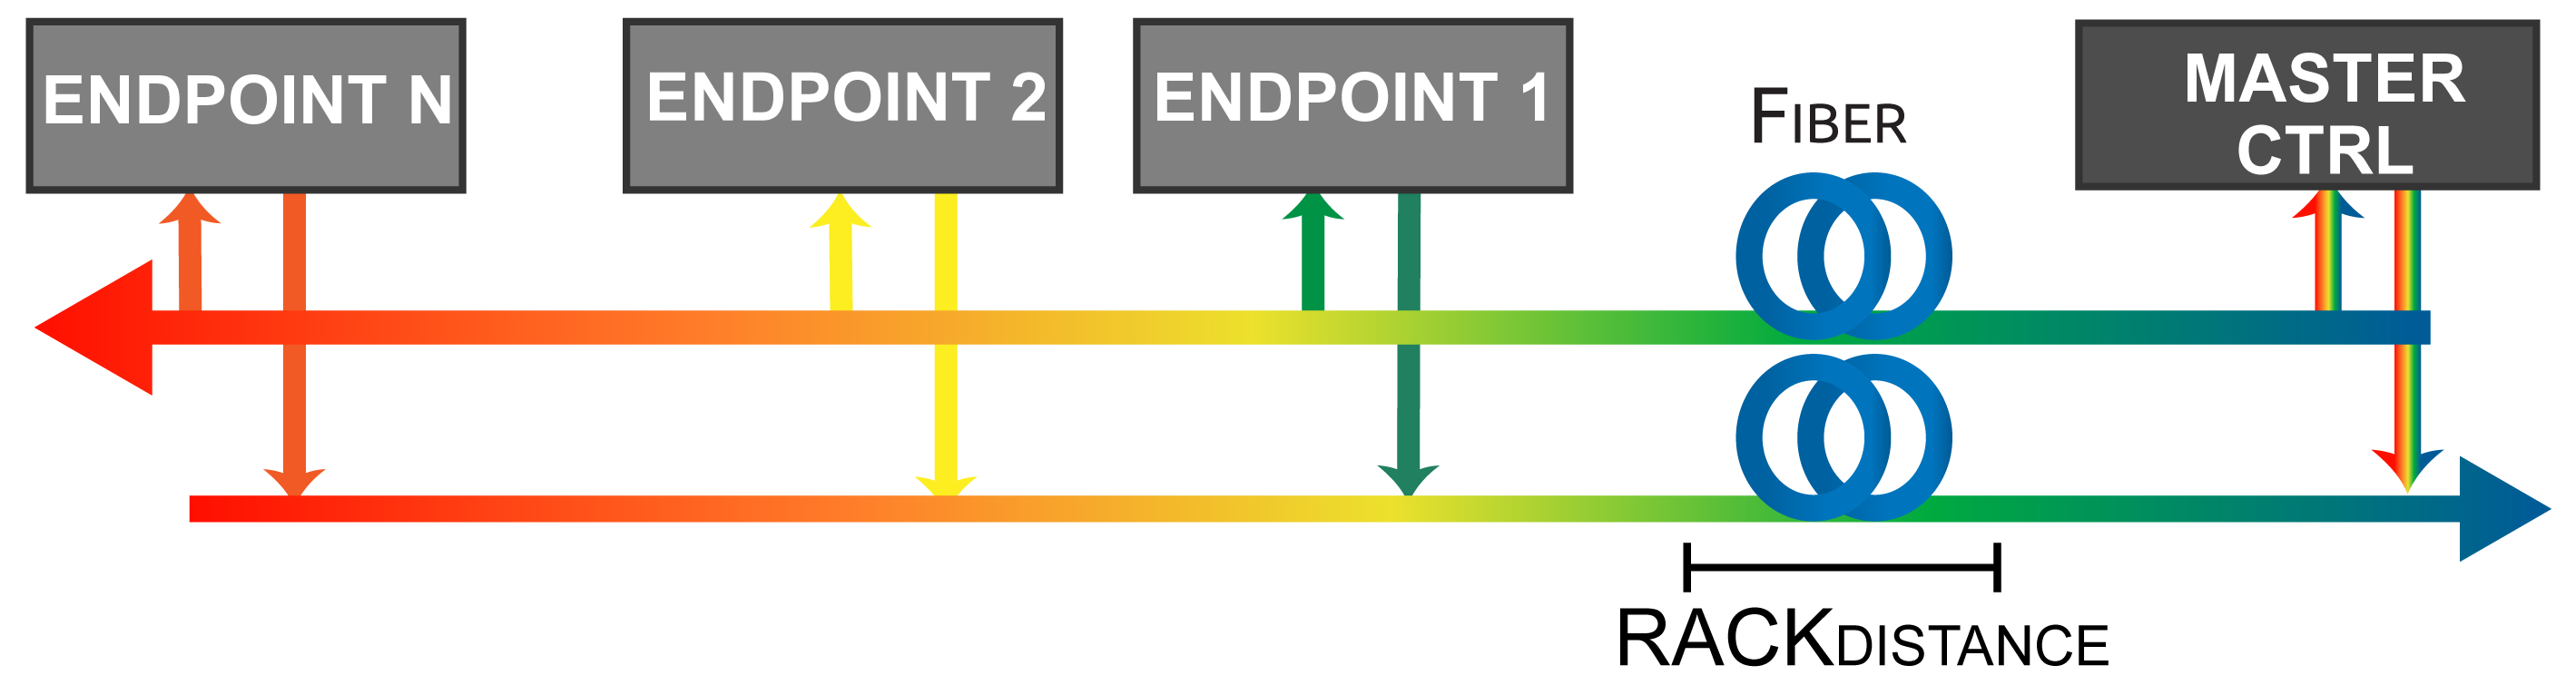 ENDPOINT N
ENDPOINT 2
ENDPOINT 1
FIBER
MASTER
CTRL
RACKDISTANCE